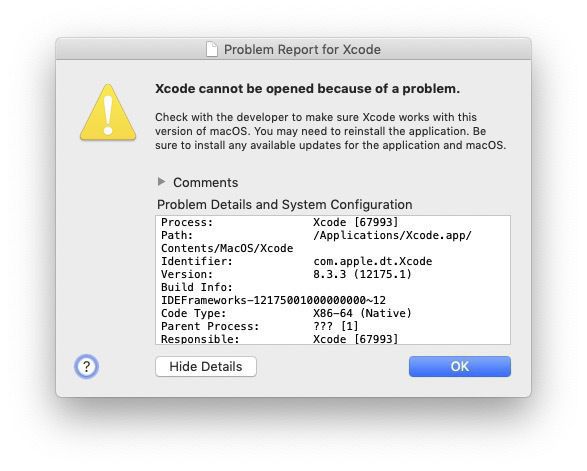 Problem Report for Xcode
Xcode cannot be opened because of a problem.
Check with the developer to make sure Xcode works with this
version of macOS. You may need to reinstall the application. Be
sure to install any available updates for the application and macOS.
Comments
Problem Details and System Configuration
Process: Xcode [67993]
Path: /Applications/Xcode.app/
Contents/MacOS/Xcode
Identifier: com.apple.dt.Xcode
Version: 8.3.3 (12175.1)
Build Info:
IDEFrameworks-12175001000000000~12
Code Type: X86-64 (Native)
Parent Process: ??? [1]
Responsible: Xcode [67993]
? Hide Details OK